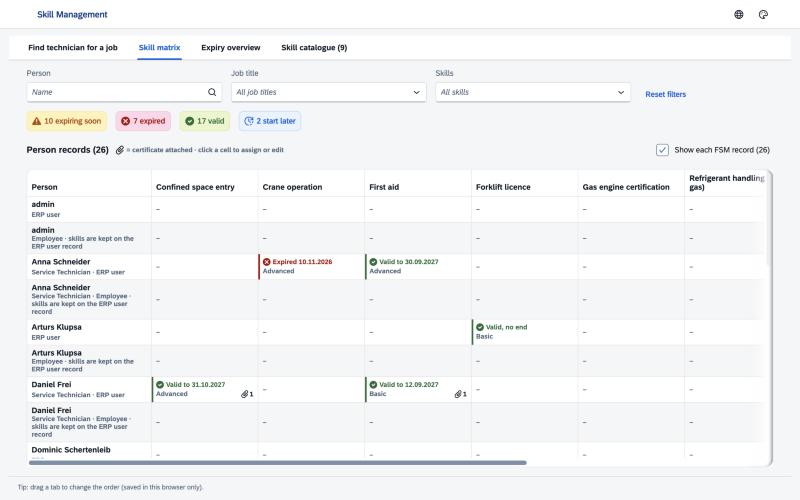 Skill Management
Find technician for a job
Skill matrix
Expiry overview
Skill catalogue (9)
Person
Job title
Skills
Name
All job titles
All skills
Reset filters
10 expiring soon
7 expired
17 valid
2 start later
Person records (26)
= certificate attached · click a cell to assign or edit
Show each FSM record (26)
Person
Confined space entry
Crane operation
First aid
Forklift licence
Gas engine certification
Refrigerant handling
gas)
admin
ERP user
– – – – – –
admin
Employee · skills are kept on the
ERP user record
– – – – – –
Anna Schneider
Service Technician · ERP user
–
Expired 10.11.2026
Advanced
Valid to 30.09.2027
Advanced
– – –
Anna Schneider
Service Technician · Employee ·
skills are kept on the ERP user
record
– – – – – –
Arturs Klupsa
ERP user
– – –
Valid, no end
Basic
– –
Arturs Klupsa
Employee · skills are kept on the
ERP user record
– – – – – –
Daniel Frei
Service Technician · ERP user
Valid to 31.10.2027
Advanced
1
–
Valid to 12.09.2027
Basic
1
– – –
Daniel Frei
Service Technician · Employee ·
skills are kept on the ERP user
record
– – – – – –
Dominic Schertenleib
– – – – – –
Tip: drag a tab to change the order (saved in this browser only).